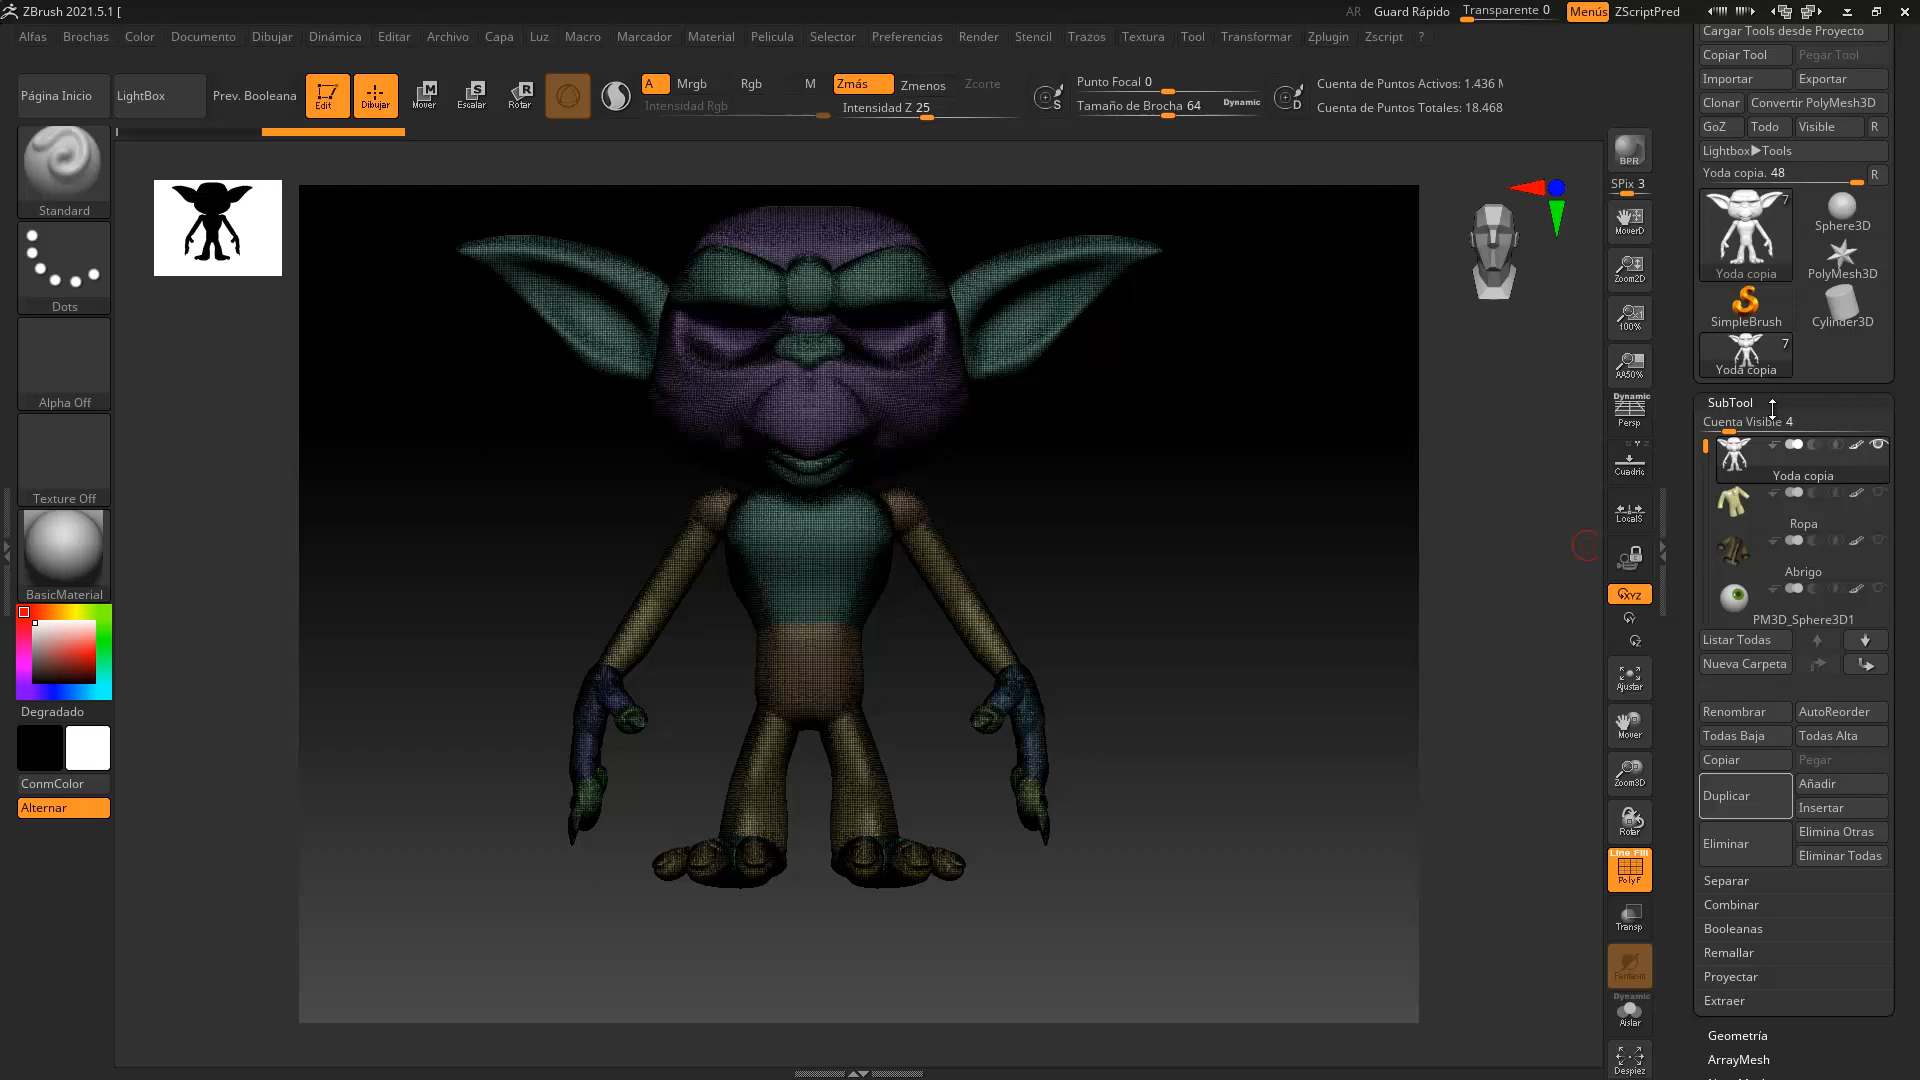 ZBrush 2021.5.1 [
AR Guard Rápido Transparente 0 Menús ZScriptPred
Alfas Brochas Color Documento Dibujar Dinámica Editar Archivo Capa Luz Macro Marcador Material Pelicula Selector Preferencias Render Stencil Trazos Textura Tool Transformar Zplugin Zscript ?
Página Inicio LightBox Prev. Booleana
Edit Dibujar Mover Escalar Rotar
A Mrgb Rgb M Zmás Zmenos Zcorte
Intensidad Rgb Intensidad Z 25
S Punto Focal 0
Tamaño de Brocha 64 Dynamic
D Cuenta de Puntos Activos: 1.436 M
Cuenta de Puntos Totales: 18.468
Standard
Dots
Alpha Off
Texture Off
BasicMaterial
Degradado
ConmColor
Alternar
BPR
SPix 3
MoverD
Zoom2D
100%
AA50%
Dynamic
Persp
Cuadric
LocalS
XYZ
Y
Z
Ajustar
Mover
Zoom3D
Rotar
Line Fill
PolyF
Transp
Fantasm
Dynamic
Aislar
Despiez
Cargar Tools desde Proyecto
Copiar Tool Pegar Tool
Importar Exportar
Clonar Convertir PolyMesh3D
GoZ Todo Visible R
Lightbox▶Tools
Yoda copia. 48 R
7
Yoda copia
Sphere3D
PolyMesh3D
SimpleBrush
Cylinder3D
7
Yoda copia
SubTool
Cuenta Visible 4
Yoda copia
Ropa
Abrigo
PM3D_Sphere3D1
Listar Todas
Nueva Carpeta
Renombrar AutoReorder
Todas Baja Todas Alta
Copiar Pegar
Duplicar Añadir
Insertar
Eliminar Elimina Otras
Eliminar Todas
Separar
Combinar
Booleanas
Remallar
Proyectar
Extraer
Geometría
ArrayMesh